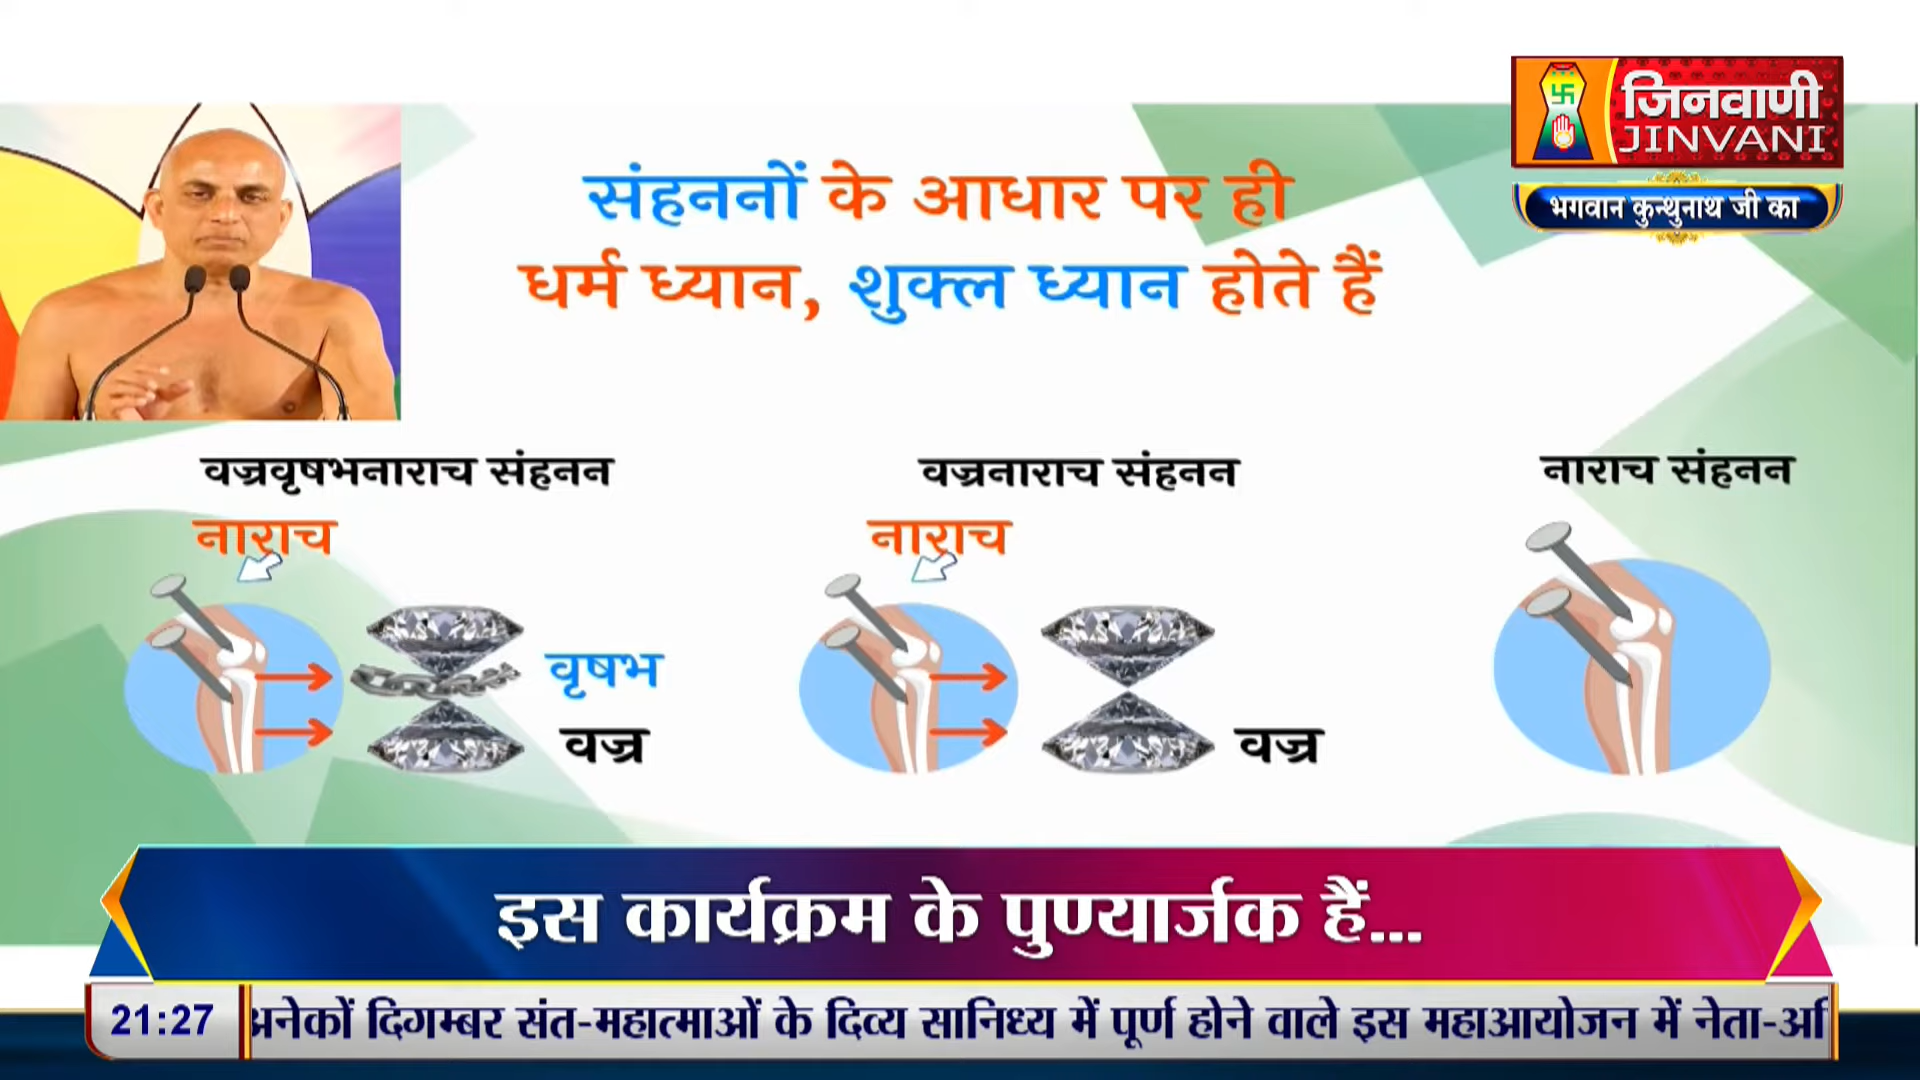 जिनवाणी
JINVANI
भगवान कुन्थुनाथ जी का
संहननों के आधार पर ही
धर्म ध्यान, शुक्ल ध्यान होते हैं
वज्रवृषभनाराच संहनन
वज्रनाराच संहनन
नाराच संहनन
नाराच
नाराच
वृषभ
वज्र
वज्र
इस कार्यक्रम के पुण्यार्जक हैं...
21:27
अनेकों दिगम्बर संत-महात्माओं के दिव्य सानिध्य में पूर्ण होने वाले इस महाआयोजन में नेता-